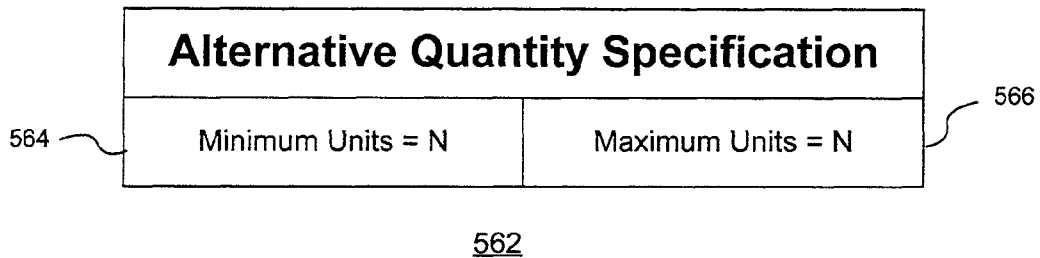 Alternative Quantity Specification
566
564
Minimum Units = N
Maximum Units = N
562